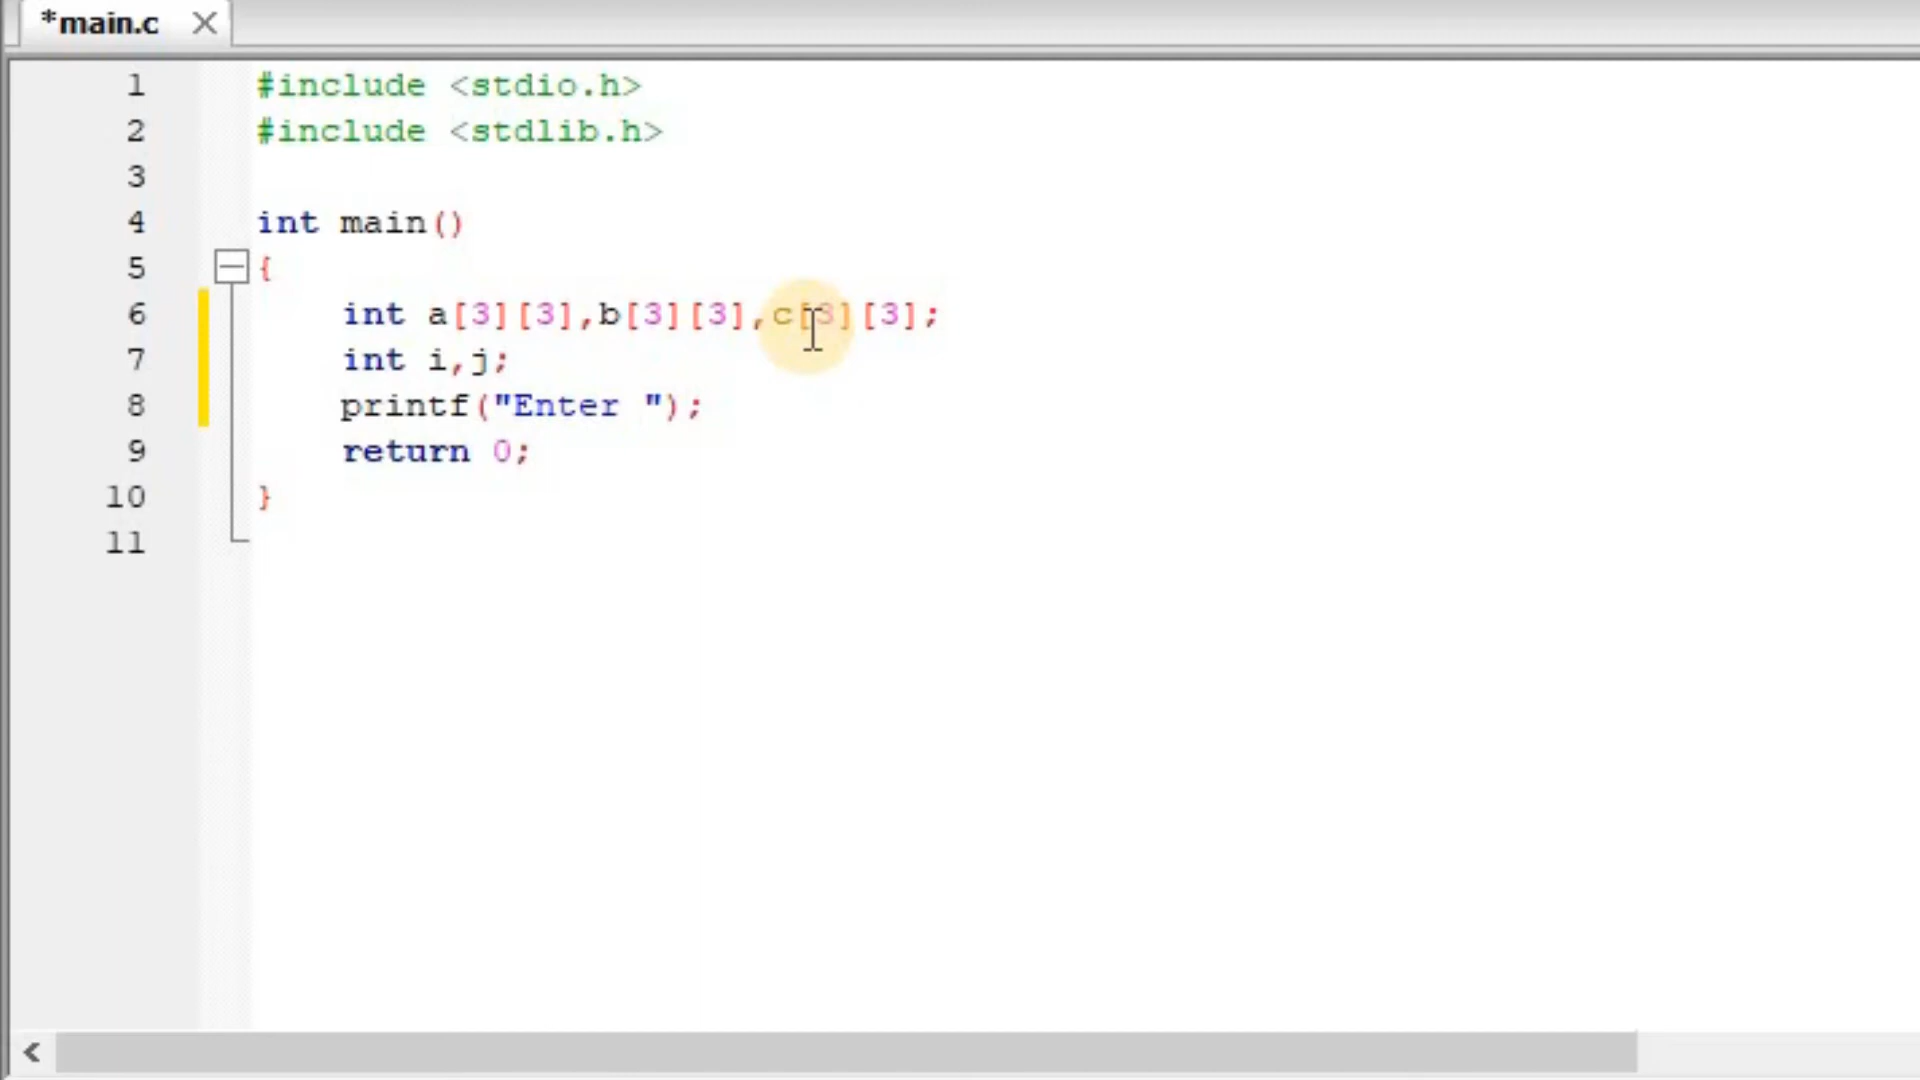 *main.c
1 #include <stdio.h>
2 #include <stdlib.h>
3
4 int main()
5 {
6 int a[3][3],b[3][3],c[3][3];
7 int i,j;
8 printf("Enter ");
9 return 0;
10 }
11